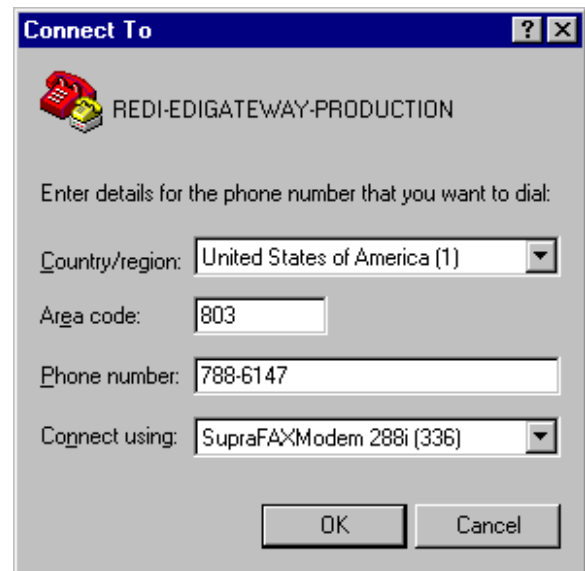 Connect To
REDI-EDIGATEWAY-PRODUCTION
Enter details for the phone number that you want to dial:
Country/region: United States of America (1)
Area code: 803
Phone number: 788-6147
Connect using: SupraFAXModem 288i (336)
OK Cancel